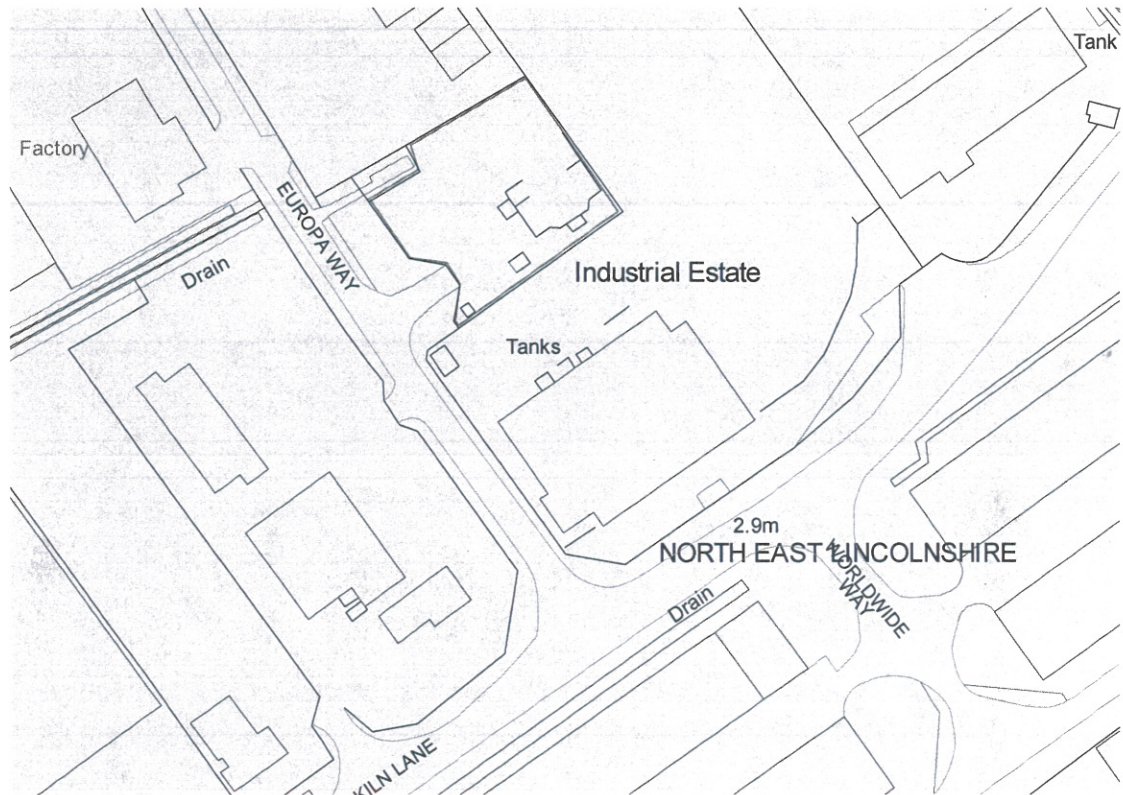 Tank
Factory
EUROPA WAY
Drain
Industrial Estate
Tanks
2.9m
NORTH EAST LINCOLNSHIRE
WORLDWIDE
WAY
Drain
KILN LANE